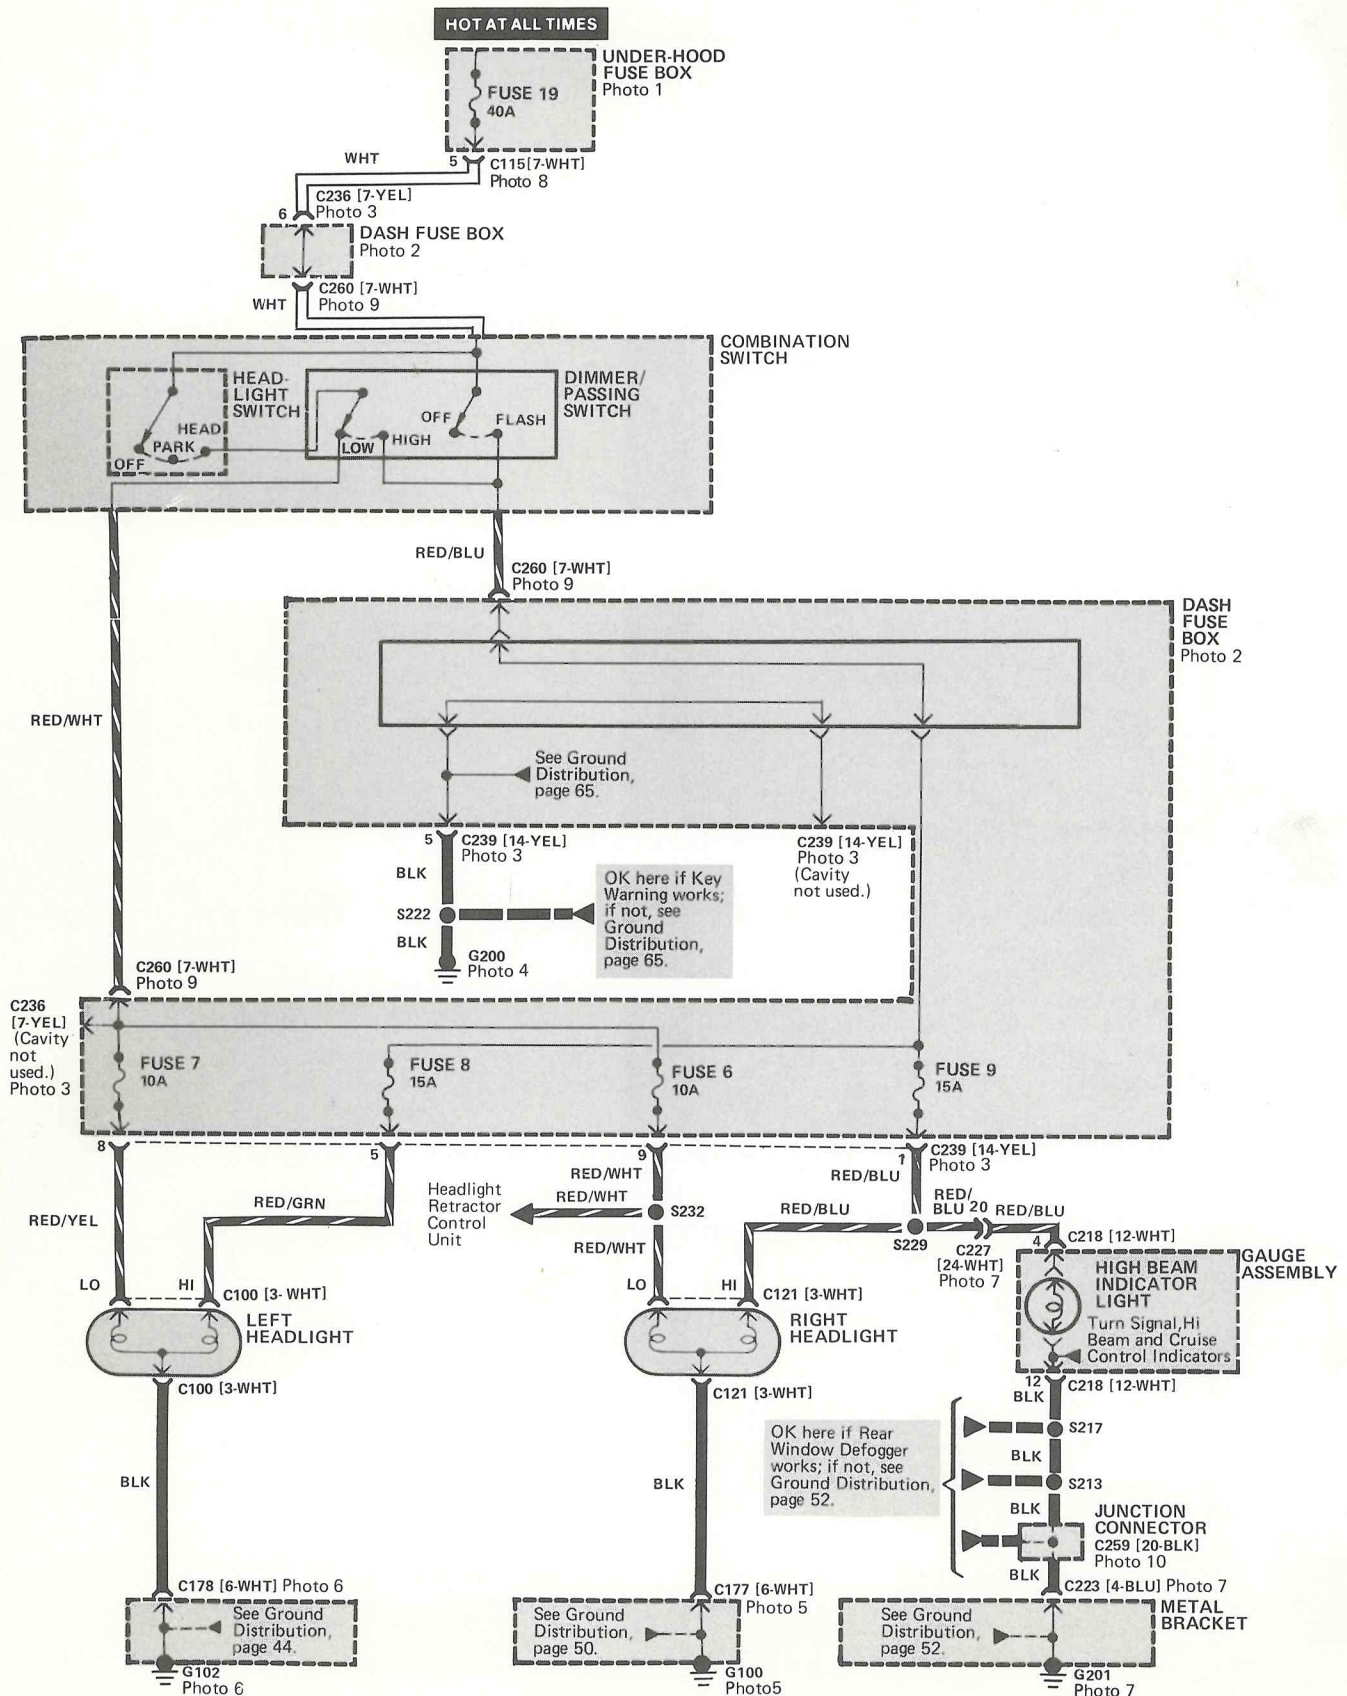 HOT AT ALL TIMES
UNDER-HOOD
FUSE BOX
Photo 1
FUSE 19
40A
WHT
5
C115[7-WHT]
Photo 8
C236 [7-YEL]
Photo 3
6
DASH FUSE BOX
Photo 2
C260 [7-WHT]
Photo 9
WHT
COMBINATION
SWITCH
HEAD-
LIGHT
SWITCH
DIMMER/
PASSING
SWITCH
OFF
FLASH
HEAD
PARK
OFF
LOW
HIGH
RED/BLU
C260 [7-WHT]
Photo 9
DASH
FUSE
BOX
Photo 2
RED/WHT
See Ground
Distribution,
page 65.
5
C239 [14-YEL]
Photo 3
C239 [14-YEL]
Photo 3
(Cavity
not used.)
BLK
OK here if Key
Warning works;
if not, see
Ground
Distribution,
page 65.
S222
BLK
G200
Photo 4
C260 [7-WHT]
Photo 9
C236
[7-YEL]
(Cavity
not
used.)
Photo 3
FUSE 7
10A
FUSE 8
15A
FUSE 6
10A
FUSE 9
15A
8
5
9
1
C239 [14-YEL]
Photo 3
RED/WHT
RED/BLU
Headlight
Retractor
Control
Unit
RED/WHT
S232
RED/WHT
RED/YEL
RED/GRN
RED/BLU
RED/
BLU
20
RED/BLU
S229
C227
[24-WHT]
Photo 7
4
C218 [12-WHT]
GAUGE
ASSEMBLY
HIGH BEAM
INDICATOR
LIGHT
Turn Signal,Hi
Beam and Cruise
Control Indicators
LO
HI
C100 [3- WHT]
LEFT
HEADLIGHT
LO
HI
C121 [3-WHT]
RIGHT
HEADLIGHT
C100 [3-WHT]
C121 [3-WHT]
12
BLK
C218 [12-WHT]
S217
BLK
S213
BLK
OK here if Rear
Window Defogger
works; if not, see
Ground Distribution,
page 52.
JUNCTION
CONNECTOR
C259 [20-BLK]
Photo 10
BLK
BLK
BLK
C178 [6-WHT] Photo 6
C177 [6-WHT]
Photo 5
C223 [4-BLU] Photo 7
METAL
BRACKET
See Ground
Distribution,
page 44.
See Ground
Distribution,
page 50.
See Ground
Distribution,
page 52.
G102
Photo 6
G100
Photo5
G201
Photo 7